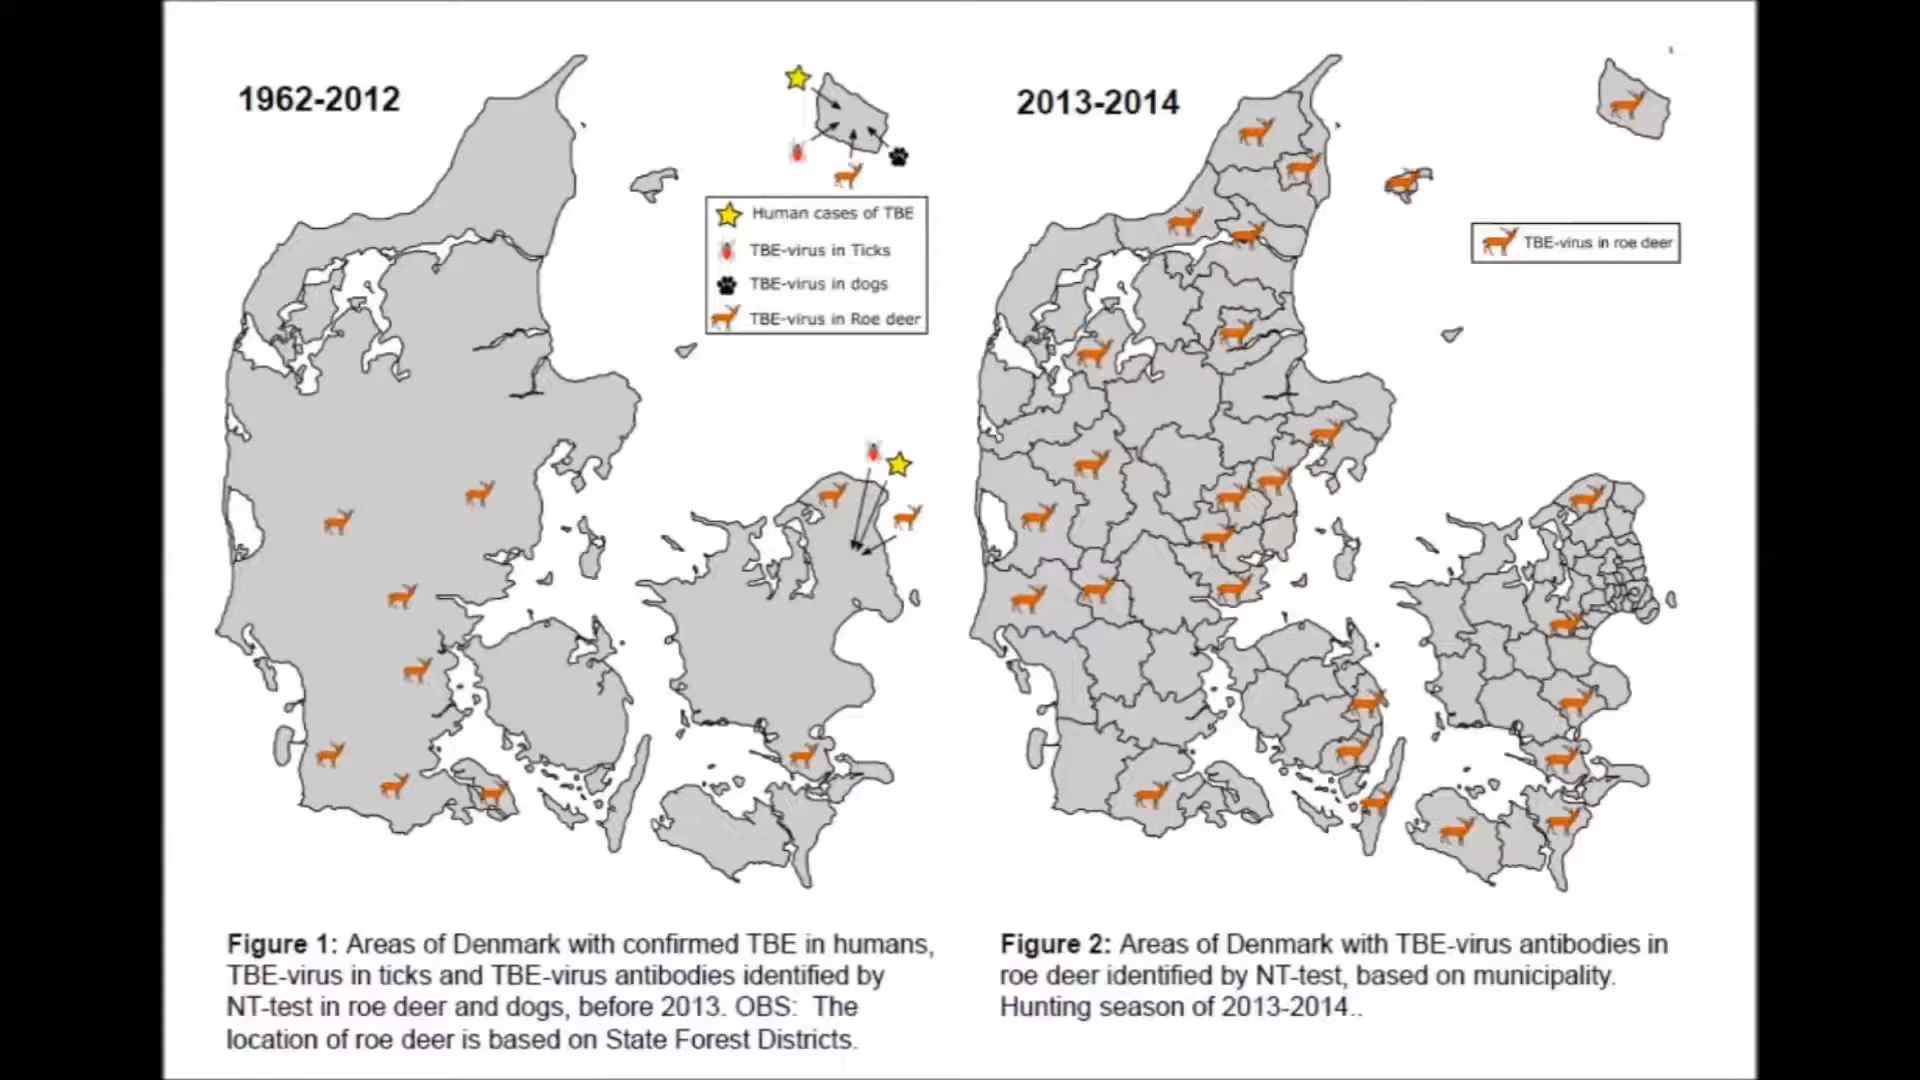 1962-2012
Human cases of TBE
TBE-virus in Ticks
TBE-virus in dogs
TBE-virus in Roe deer
Figure 1: Areas of Denmark with confirmed TBE in humans,
TBE-virus in ticks and TBE-virus antibodies identified by
NT-test in roe deer and dogs, before 2013. OBS:  The
location of roe deer is based on State Forest Districts.
2013-2014
TBE-virus in roe deer
Figure 2: Areas of Denmark with TBE-virus antibodies in
roe deer identified by NT-test, based on municipality.
Hunting season of 2013-2014..